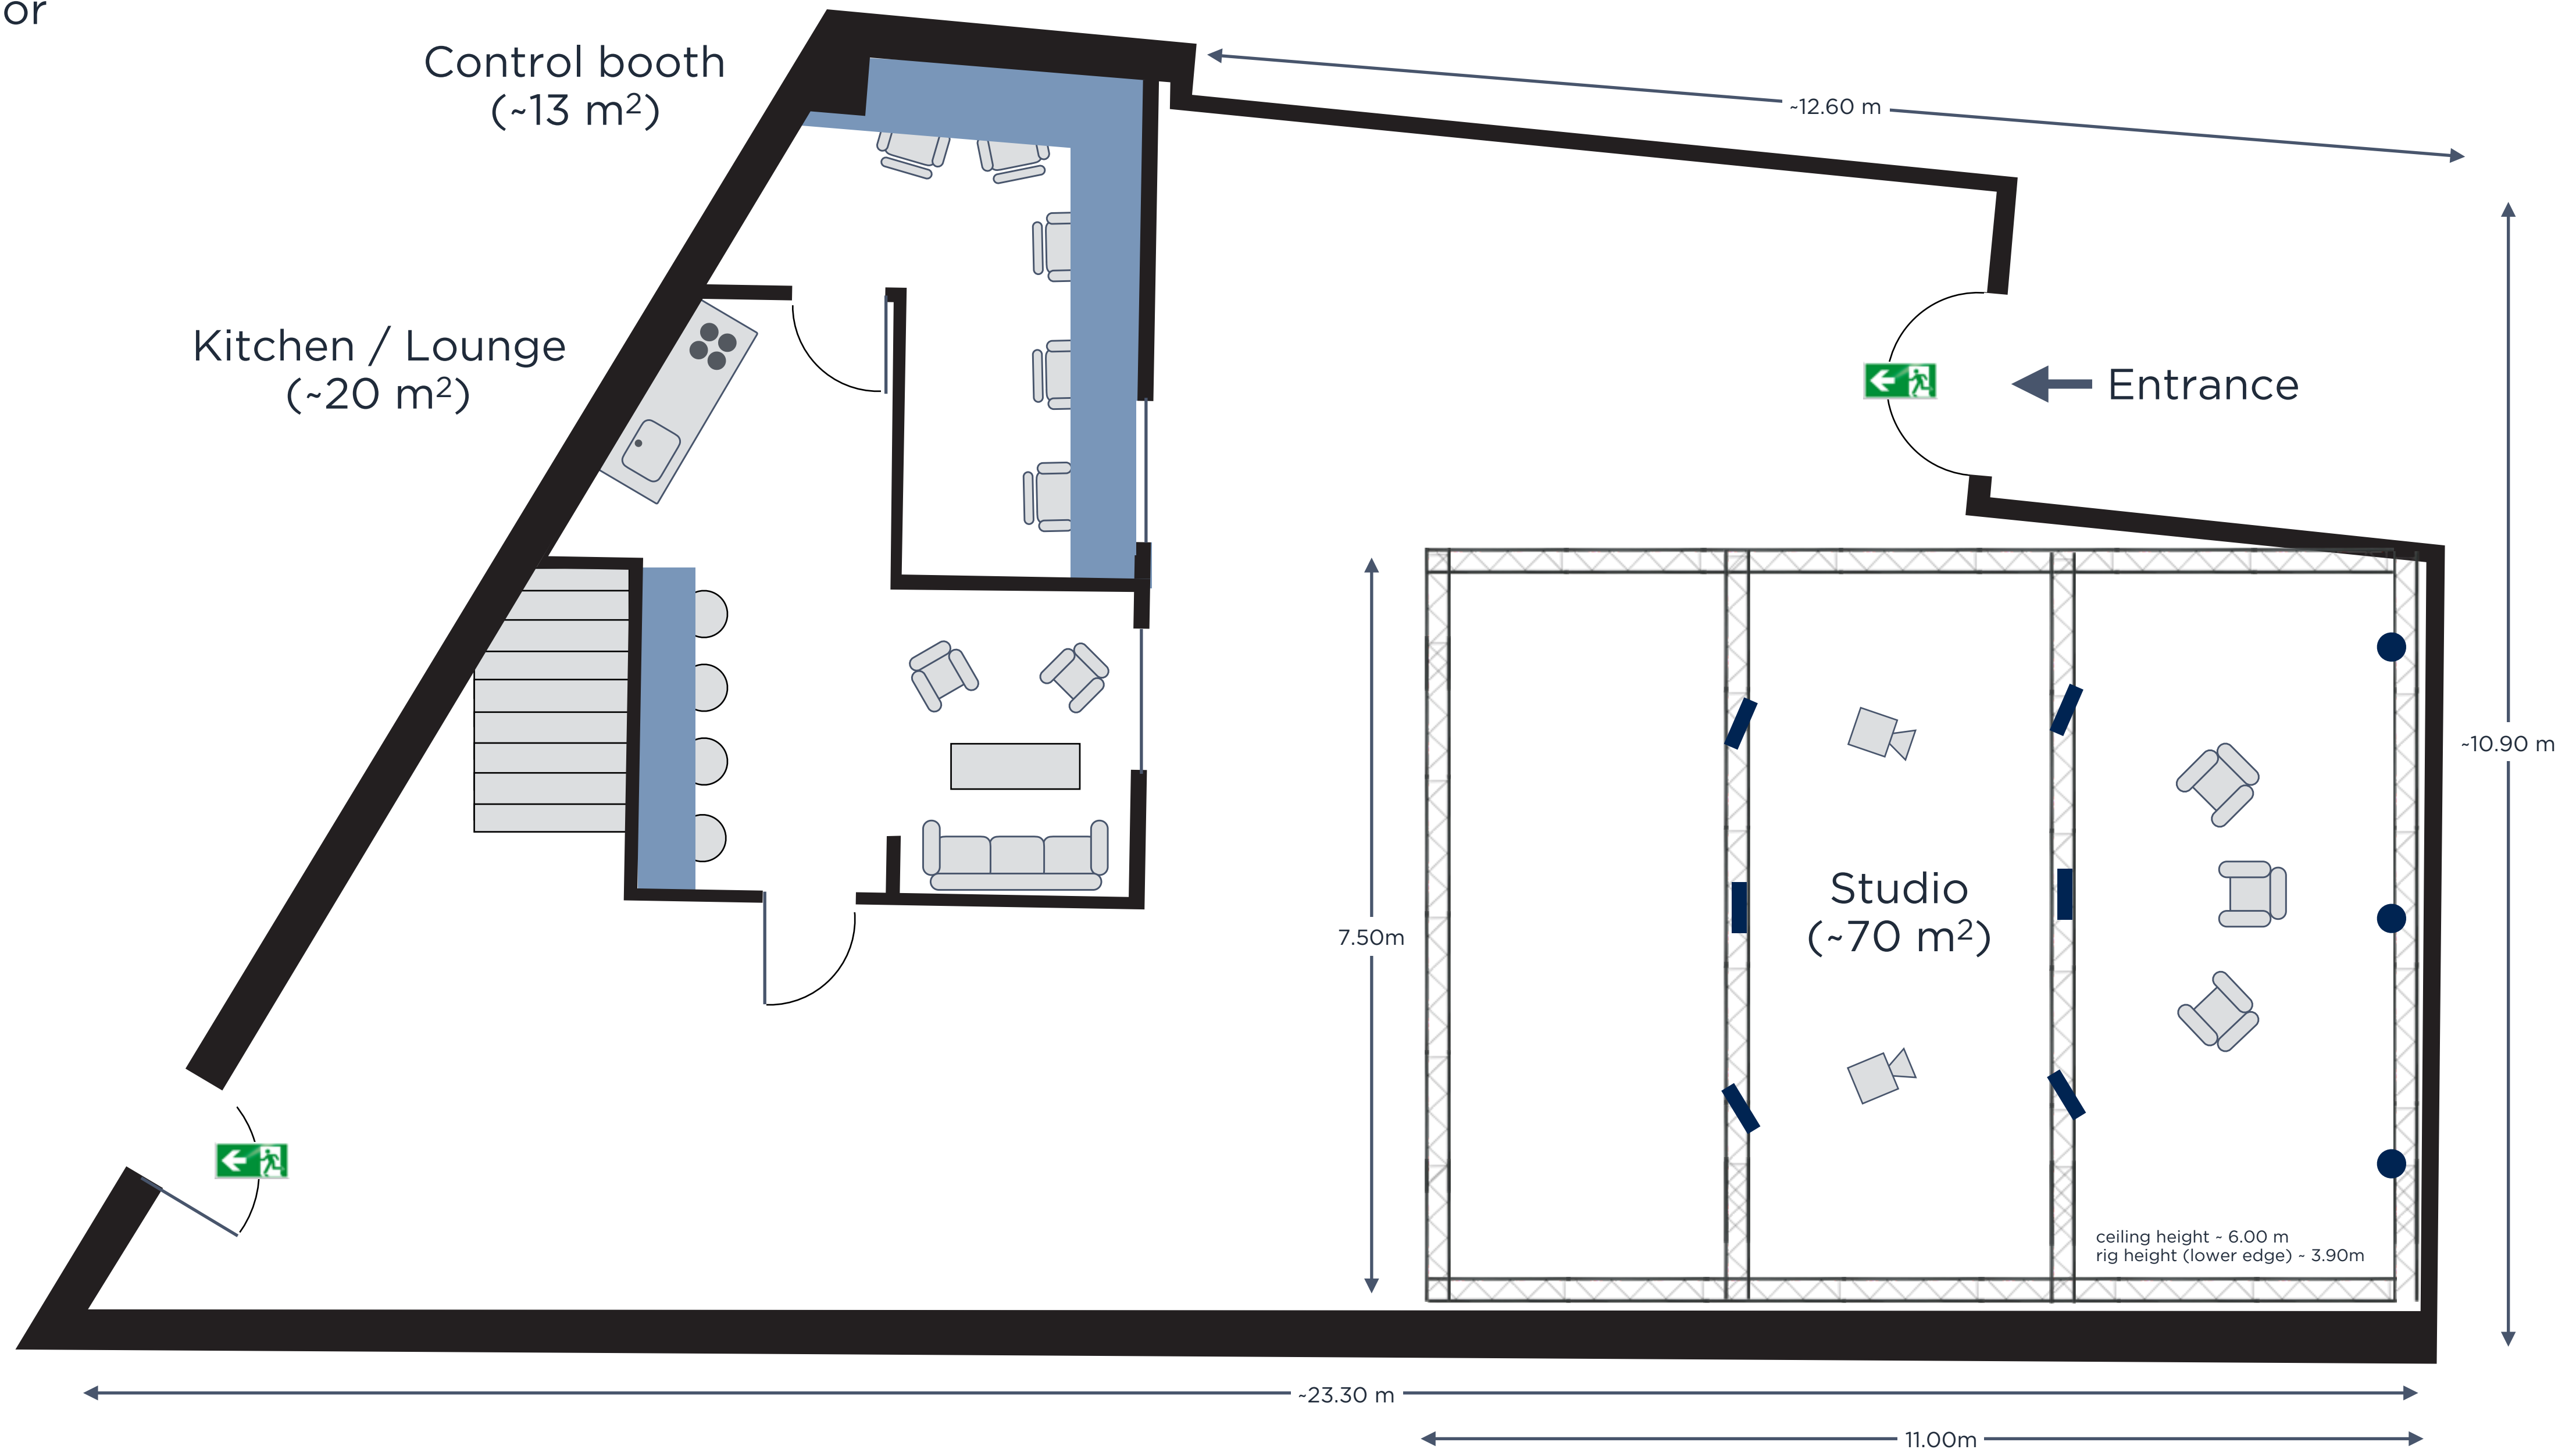 or
Control booth
(~13 m²)
~12.60 m
Kitchen / Lounge
(~20 m²)
Entrance
~10.90 m
Studio
(~70 m²)
7.50m
ceiling height ~ 6.00 m
rig height (lower edge) ~ 3.90m
~23.30 m
11.00m